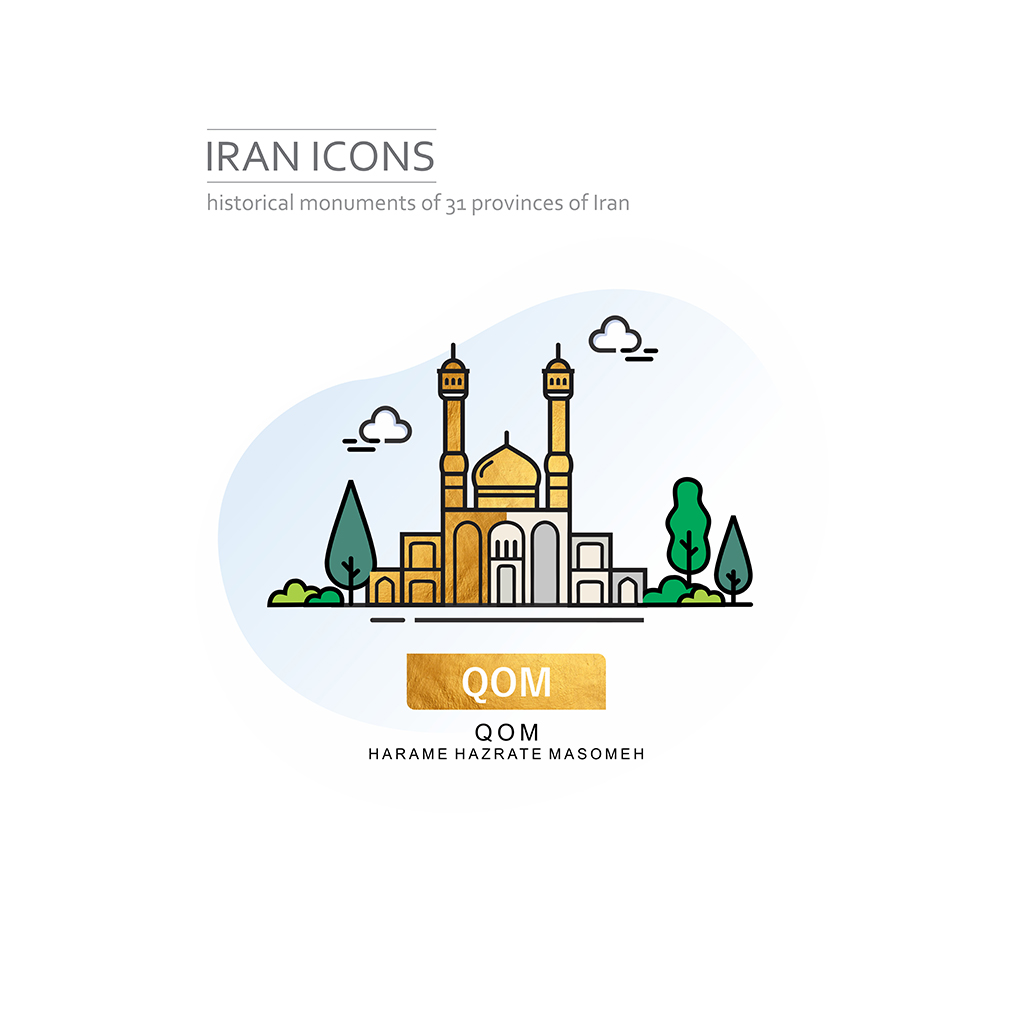 IRAN ICONS
historical monuments of 31 provinces of Iran
QOM
QOM
HARAME HAZRATE MASOMEH